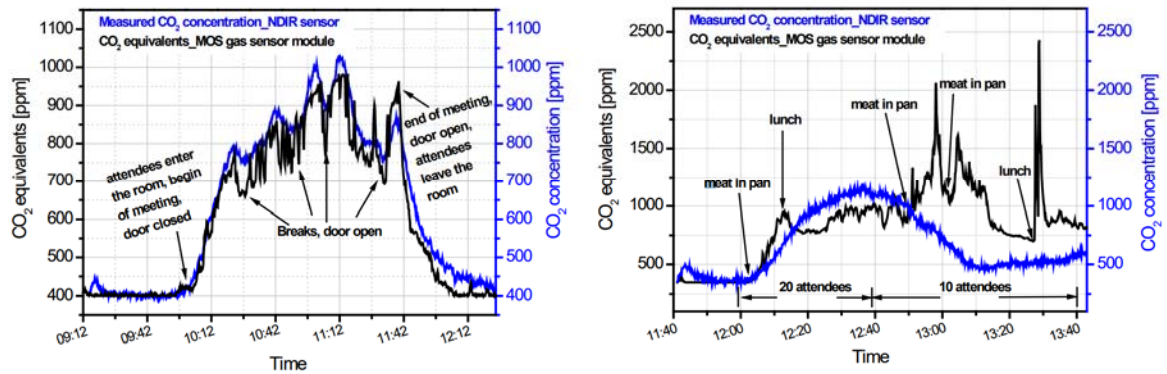 Measured CO2 concentration_NDIR sensor
CO2 equivalents_MOS gas sensor module
CO2 equivalents [ppm]
1100
1000
900
800
700
600
500
400
attendees enter
the room, begin
of meeting,
door closed
Breaks, door open
end of meeting,
door open,
attendees
leave the
room
1100
1000
900
800
700
600
500
400
CO2 concentration [ppm]
09:12 09:42 10:12 10:42 11:12 11:42 12:12
Time
Measured CO2 concentration_NDIR sensor
CO2 equivalents_MOS gas sensor module
CO2 equivalents [ppm]
2500
2000
1500
1000
500
meat in pan
lunch
meat in pan
meat in pan
lunch
20 attendees
10 attendees
2500
2000
1500
1000
500
CO2 concentration [ppm]
11:40 12:00 12:20 12:40 13:00 13:20 13:40
Time